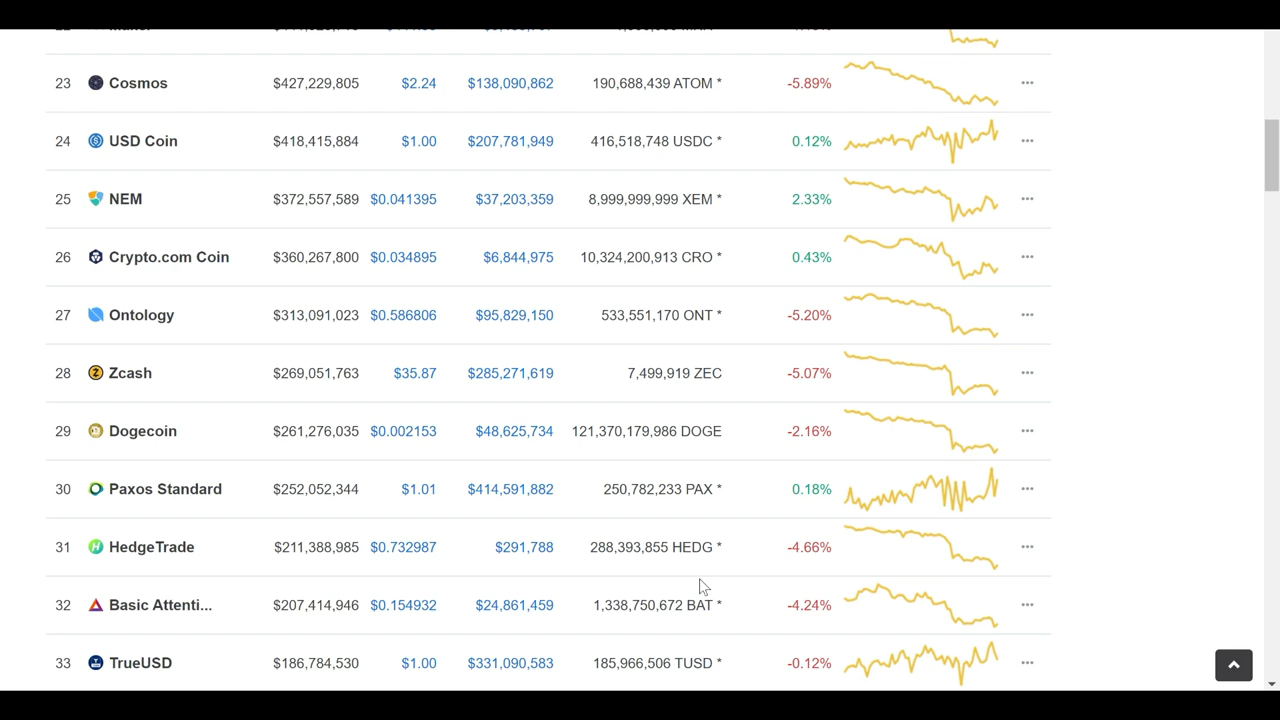 23 Cosmos $427,229,805 $2.24 $138,090,862 190,688,439 ATOM * -5.89%
24 USD Coin $418,415,884 $1.00 $207,781,949 416,518,748 USDC * 0.12%
25 NEM $372,557,589 $0.041395 $37,203,359 8,999,999,999 XEM * 2.33%
26 Crypto.com Coin $360,267,800 $0.034895 $6,844,975 10,324,200,913 CRO * 0.43%
27 Ontology $313,091,023 $0.586806 $95,829,150 533,551,170 ONT * -5.20%
28 Zcash $269,051,763 $35.87 $285,271,619 7,499,919 ZEC -5.07%
29 Dogecoin $261,276,035 $0.002153 $48,625,734 121,370,179,986 DOGE -2.16%
30 Paxos Standard $252,052,344 $1.01 $414,591,882 250,782,233 PAX * 0.18%
31 HedgeTrade $211,388,985 $0.732987 $291,788 288,393,855 HEDG * -4.66%
32 Basic Attenti... $207,414,946 $0.154932 $24,861,459 1,338,750,672 BAT * -4.24%
33 TrueUSD $186,784,530 $1.00 $331,090,583 185,966,506 TUSD * -0.12%